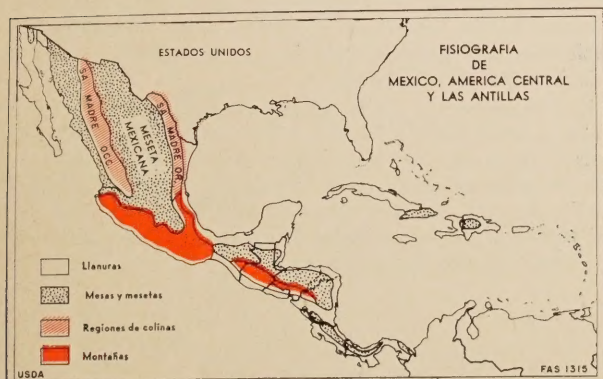 ESTADOS UNIDOS
FISIOGRAFIA
DE
MEXICO, AMERICA CENTRAL
Y LAS ANTILLAS
SA MADRE OCC
MESETA
MEXICANA
SA MADRE OR
Llanuras
Mesas y mesetas
Regiones de colinas
Montañas
USDA
FAS 1315